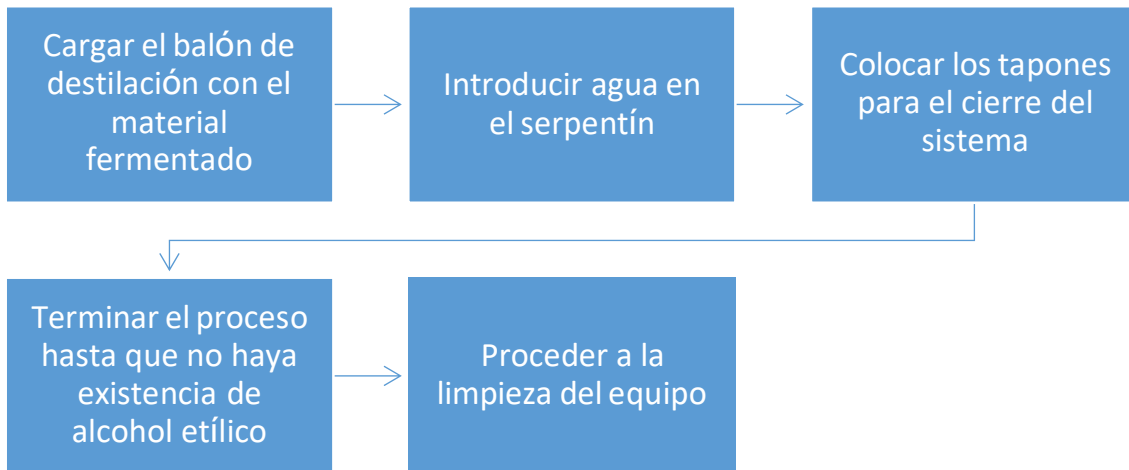 Cargar el balón de
destilación con el
material
fermentado
Introducir agua en
el serpentín
Colocar los tapones
para el cierre del
sistema
Terminar el proceso
hasta que no haya
existencia de
alcohol etílico
Proceder a la
limpieza del equipo